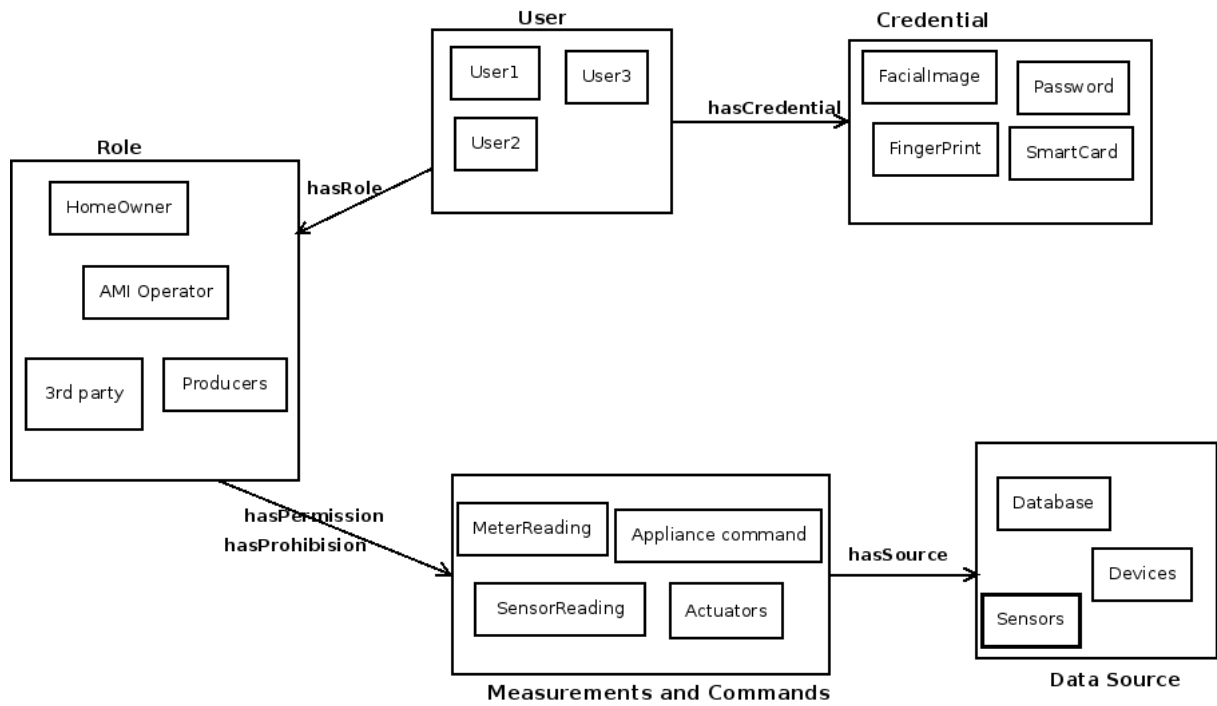 User
User1
User3
User2
Credential
FacialImage
Password
FingerPrint
SmartCard
hasCredential
hasRole
Role
HomeOwner
AMI Operator
3rd party
Producers
hasPermission
hasProhibision
MeterReading
Appliance command
SensorReading
Actuators
Measurements and Commands
hasSource
Database
Devices
Sensors
Data Source